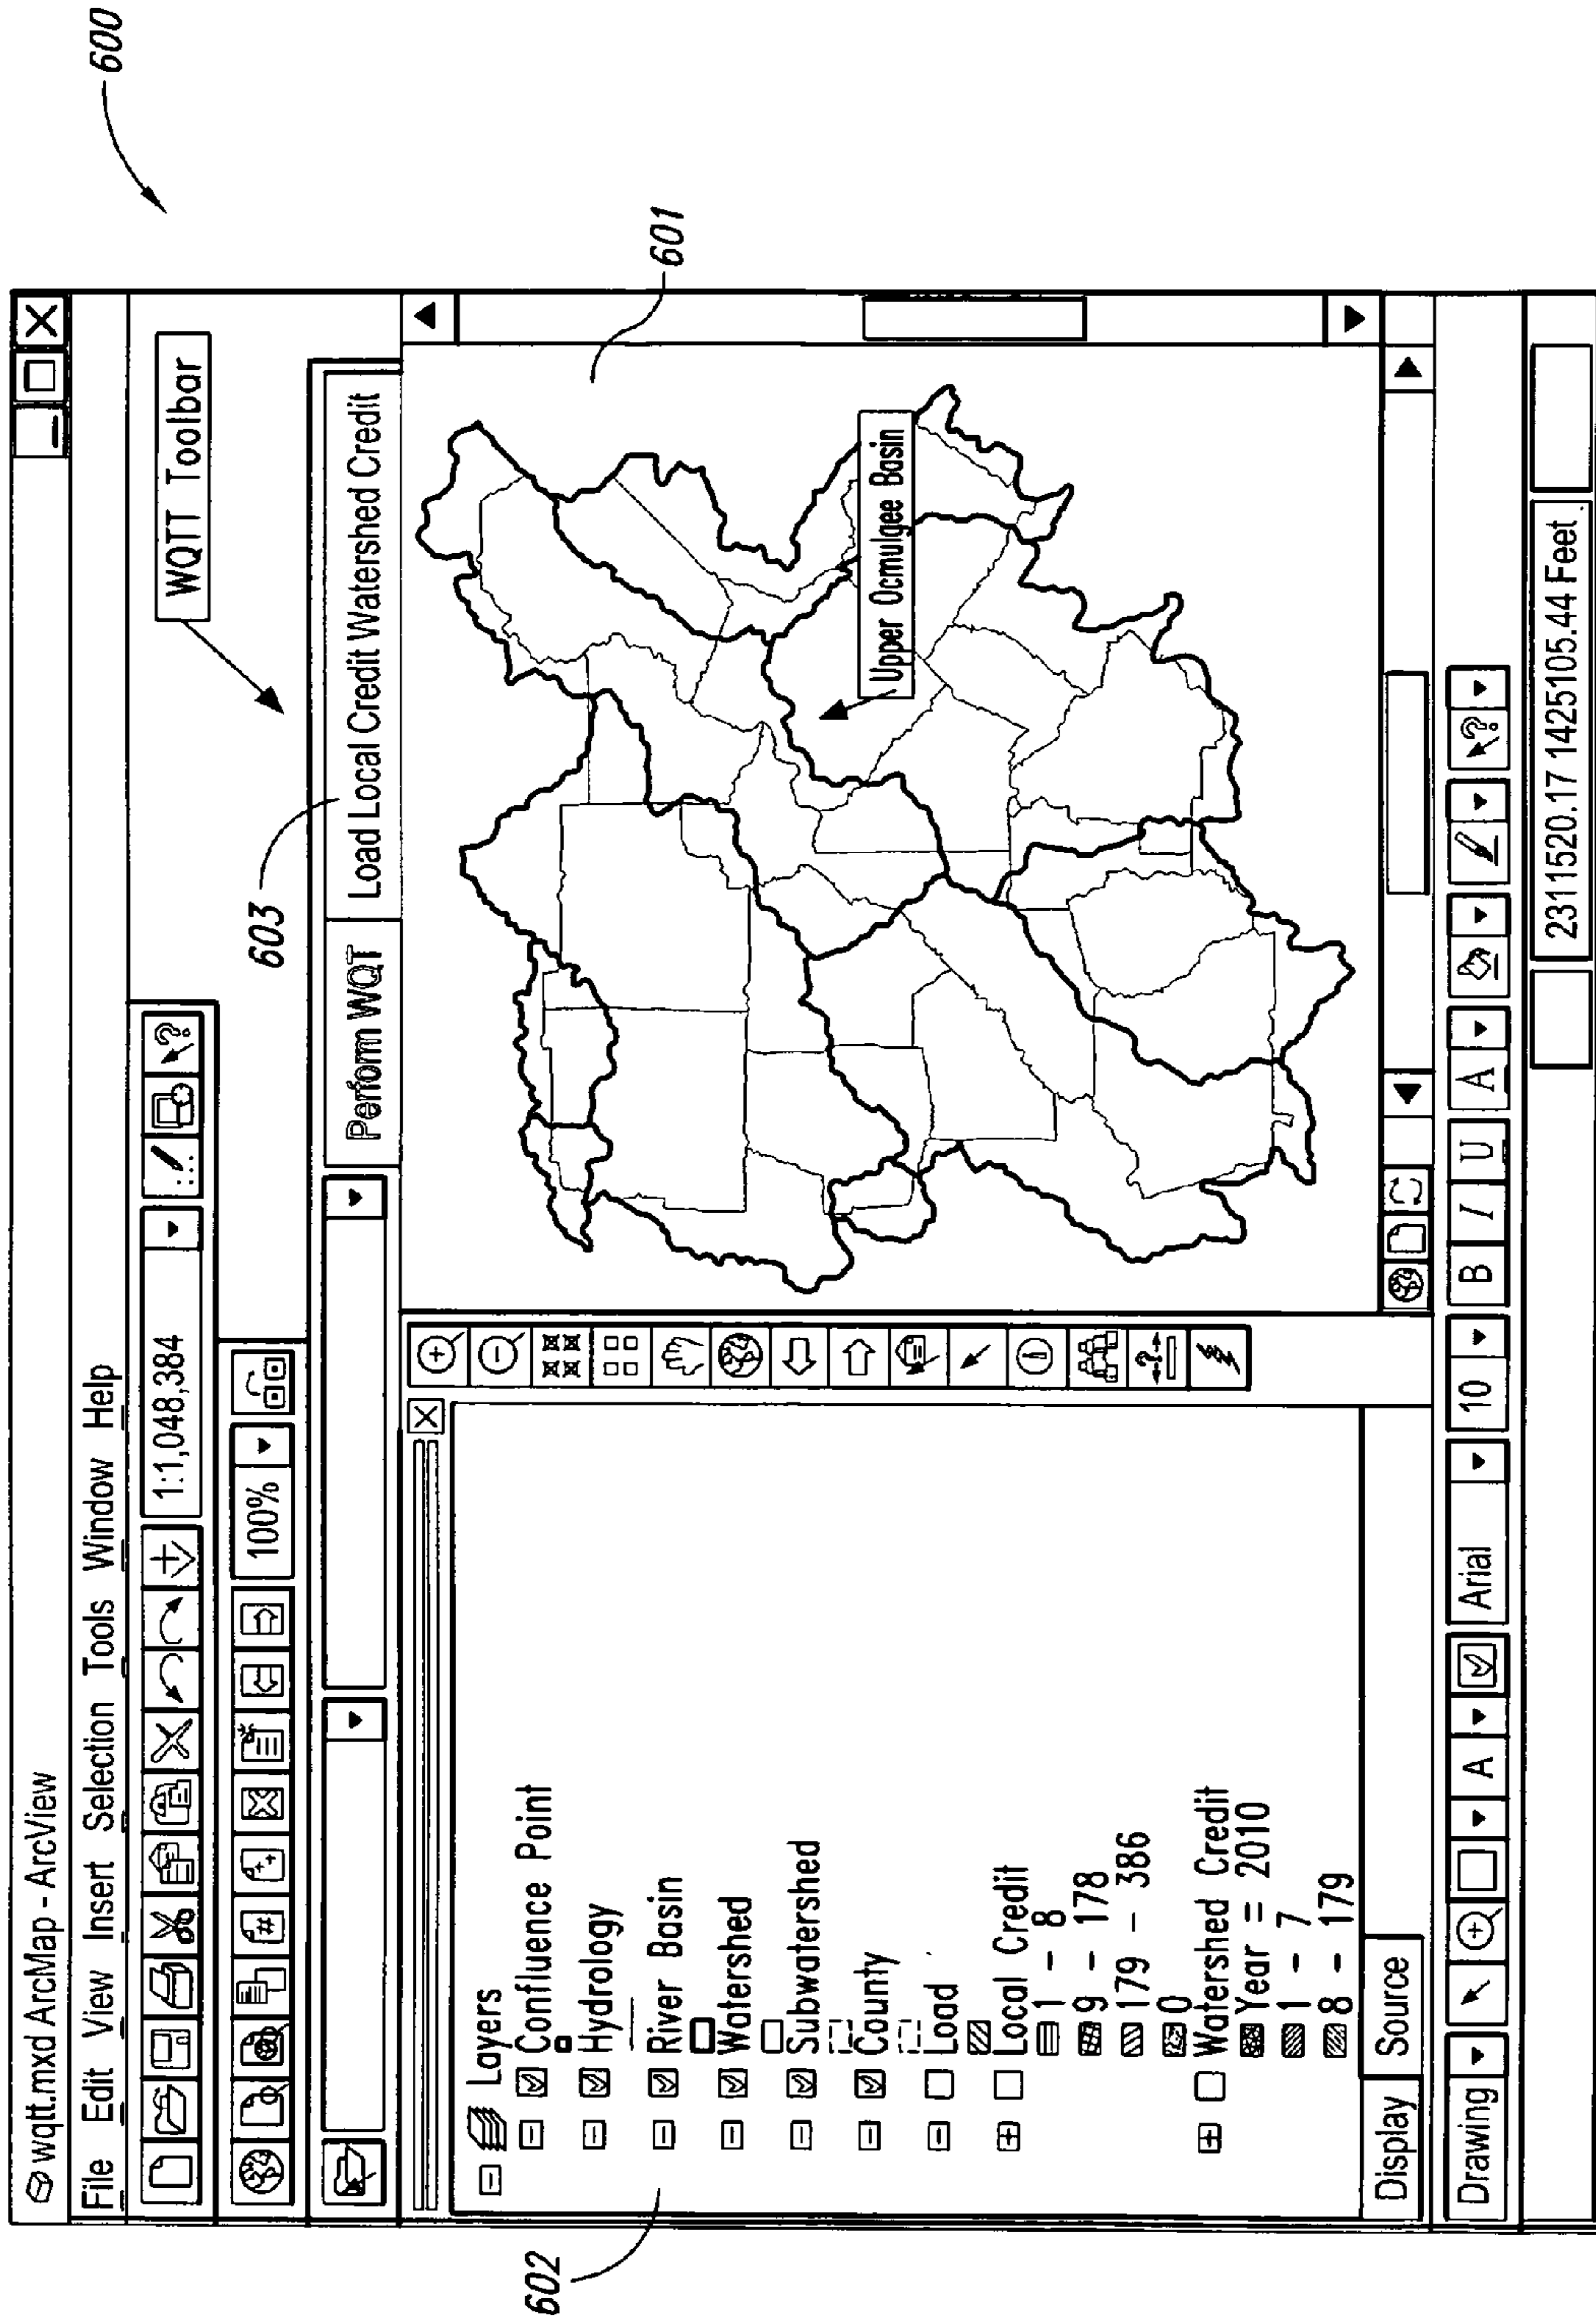 600
wqtt.mxd ArcMap - ArcView
File Edit View Insert Selection Tools Window Help
1:1,048,384
100%
WQTT Toolbar
603
Perform WQT
Load Local Credit Watershed Credit
601
602
Layers
Confluence Point
Hydrology
River Basin
Watershed
Subwatershed
County
Load
Local Credit
1 - 8
9 - 178
179 - 386
0
Watershed Credit
Year = 2010
1 - 7
8 - 179
Upper Ocmulgee Basin
Display Source
Drawing A Arial 10 B I U A
2311520.17 1425105.44 Feet